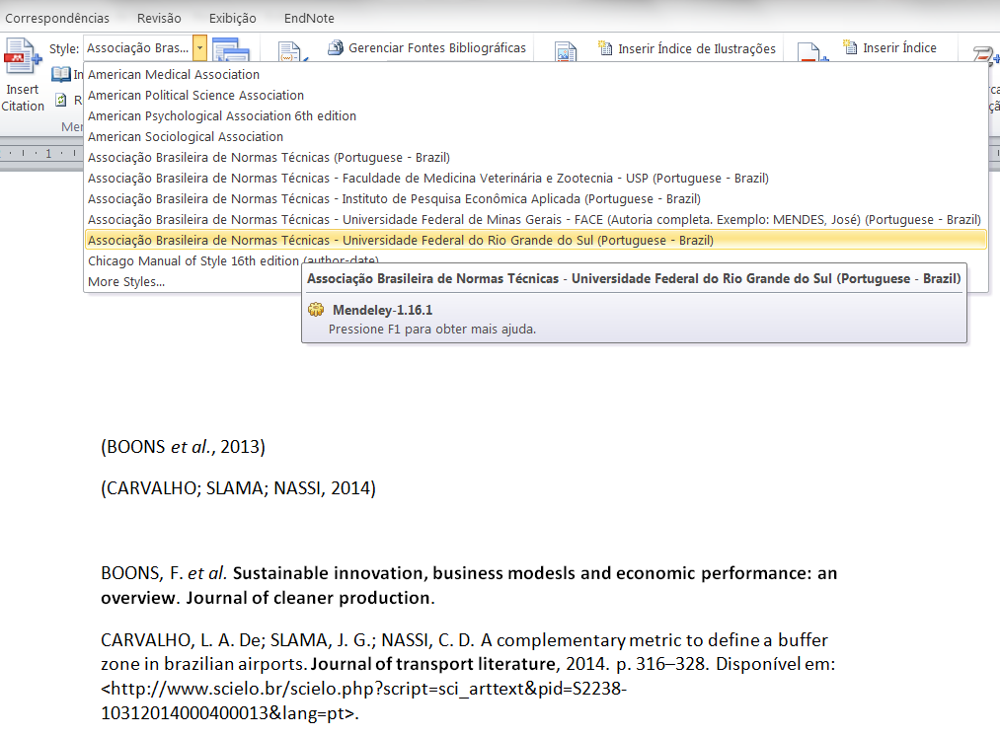 Correspondências Revisão Exibição EndNote
Style: Associação Bras... Gerenciar Fontes Bibliográficas Inserir Índice de Ilustrações Inserir Índice
Insert
Citation
American Medical Association
American Political Science Association
American Psychological Association 6th edition
American Sociological Association
Associação Brasileira de Normas Técnicas (Portuguese - Brazil)
Associação Brasileira de Normas Técnicas - Faculdade de Medicina Veterinária e Zootecnia - USP (Portuguese - Brazil)
Associação Brasileira de Normas Técnicas - Instituto de Pesquisa Econômica Aplicada (Portuguese - Brazil)
Associação Brasileira de Normas Técnicas - Universidade Federal de Minas Gerais - FACE (Autoria completa. Exemplo: MENDES, José) (Portuguese - Brazil)
Associação Brasileira de Normas Técnicas - Universidade Federal do Rio Grande do Sul (Portuguese - Brazil)
Chicago Manual of Style 16th edition (author-date)
More Styles...
Associação Brasileira de Normas Técnicas - Universidade Federal do Rio Grande do Sul (Portuguese - Brazil)
Mendeley-1.16.1
Pressione F1 para obter mais ajuda.
1
(BOONS et al., 2013)
(CARVALHO; SLAMA; NASSI, 2014)
BOONS, F. et al. Sustainable innovation, business modesls and economic performance: an
overview. Journal of cleaner production.
CARVALHO, L. A. De; SLAMA, J. G.; NASSI, C. D. A complementary metric to define a buffer
zone in brazilian airports. Journal of transport literature, 2014. p. 316–328. Disponível em:
<http://www.scielo.br/scielo.php?script=sci_arttext&pid=S2238-
10312014000400013&lang=pt>.